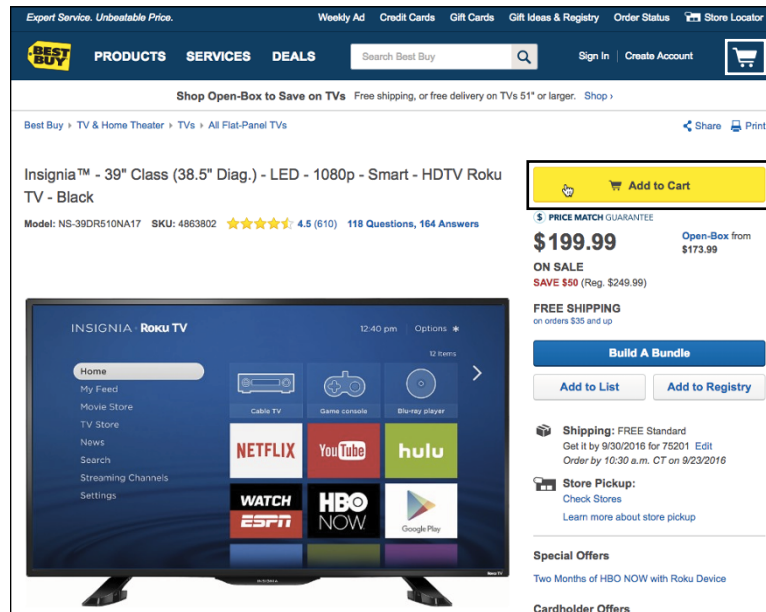 Expert Service. Unbeatable Price.
Weekly Ad Credit Cards Gift Cards Gift Ideas & Registry Order Status Store Locator
BEST BUY PRODUCTS SERVICES DEALS Search Best Buy Sign In | Create Account
Shop Open-Box to Save on TVs Free shipping, or free delivery on TVs 51" or larger. Shop ›
Best Buy › TV & Home Theater › TVs › All Flat-Panel TVs
Share Print
Insignia™ - 39" Class (38.5" Diag.) - LED - 1080p - Smart - HDTV Roku
TV - Black
Model: NS-39DR510NA17 SKU: 4863802 4.5 (610) 118 Questions, 164 Answers
INSIGNIA Roku TV
12:40 pm Options ✱
12 Items
Home
My Feed
Movie Store
TV Store
News
Search
Streaming Channels
Settings
Cable TV
Game console
Blu-ray player
NETFLIX
YouTube
hulu
WATCH
ESPN
HBO
NOW.
Google Play
INSIGNIA
Roku TV
Add to Cart
$ PRICE MATCH GUARANTEE
$199.99
Open-Box from
$173.99
ON SALE
SAVE $50 (Reg. $249.99)
FREE SHIPPING
on orders $35 and up
Build A Bundle
Add to List
Add to Registry
Shipping: FREE Standard
Get it by 9/30/2016 for 75201 Edit
Order by 10:30 a.m. CT on 9/23/2016
Store Pickup:
Check Stores
Learn more about store pickup
Special Offers
Two Months of HBO NOW with Roku Device
Cardholder Offers